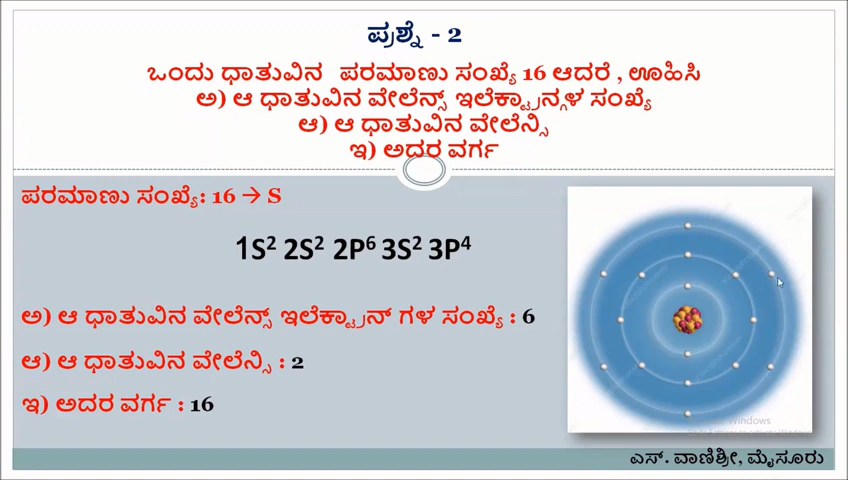 ಪ್ರಶ್ನೆ - 2
ಒಂದು ಧಾತುವಿನ ಪರಮಾಣು ಸಂಖ್ಯೆ 16 ಆದರೆ , ಊಹಿಸಿ
ಅ) ಆ ಧಾತುವಿನ ವೇಲೆನ್ಸ್ ಇಲೆಕ್ಟ್ರಾನ್ಗಳ ಸಂಖ್ಯೆ
ಆ) ಆ ಧಾತುವಿನ ವೇಲೆನ್ಸಿ
ಇ) ಅದರ ವರ್ಗ
ಪರಮಾಣು ಸಂಖ್ಯೆ: 16 → S
1S² 2S² 2P⁶ 3S² 3P⁴
ಅ) ಆ ಧಾತುವಿನ ವೇಲೆನ್ಸ್ ಇಲೆಕ್ಟ್ರಾನ್ ಗಳ ಸಂಖ್ಯೆ : 6
ಆ) ಆ ಧಾತುವಿನ ವೇಲೆನ್ಸಿ : 2
ಇ) ಅದರ ವರ್ಗ : 16
ಎಸ್. ವಾಣಿಶ್ರೀ, ಮೈಸೂರು